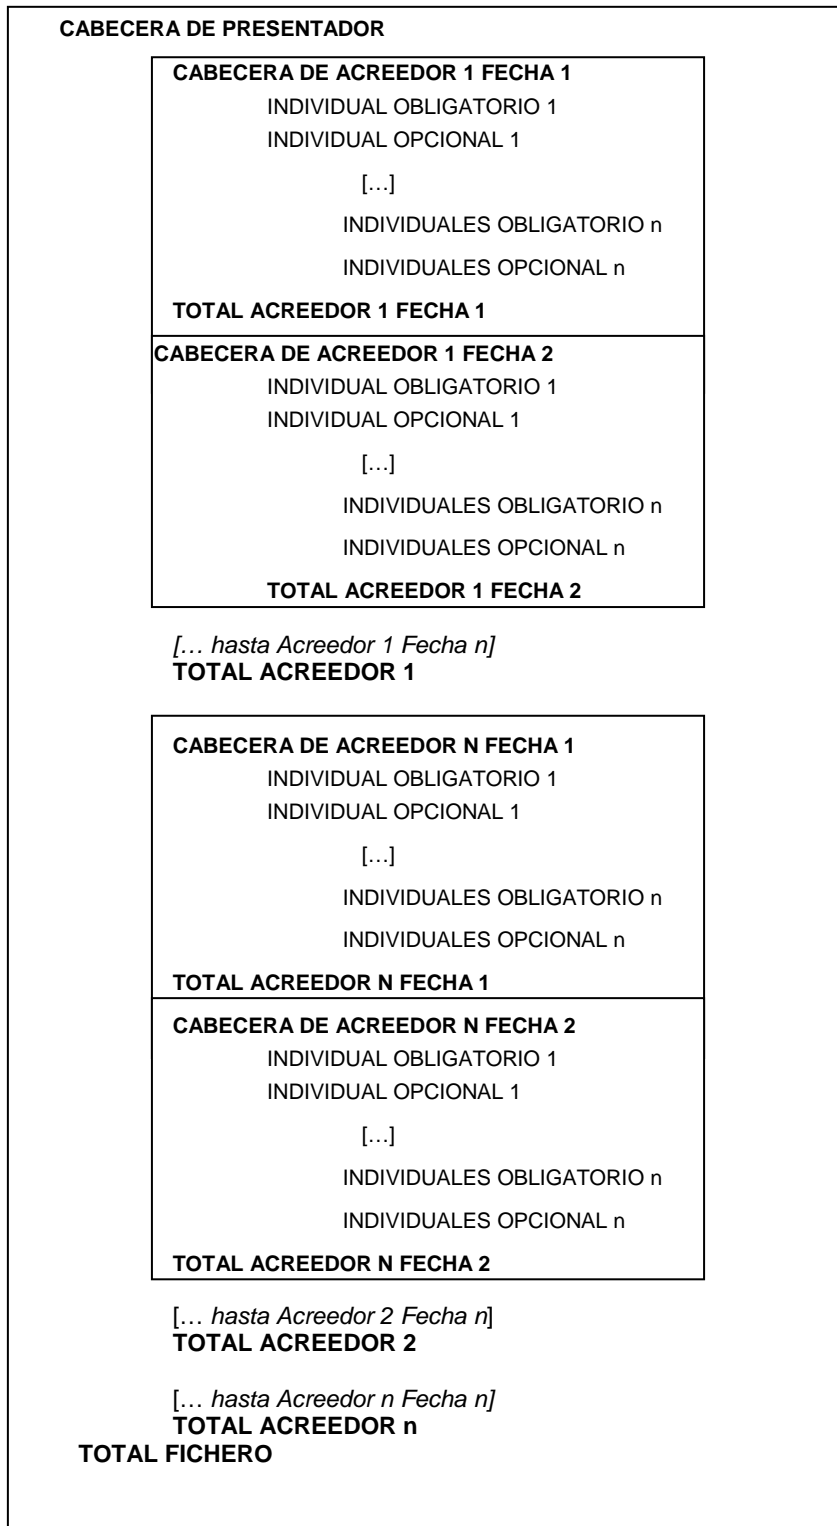 CABECERA DE PRESENTADOR
CABECERA DE ACREEDOR 1 FECHA 1
INDIVIDUAL OBLIGATORIO 1
INDIVIDUAL OPCIONAL 1
[…]
INDIVIDUALES OBLIGATORIO n
INDIVIDUALES OPCIONAL n
TOTAL ACREEDOR 1 FECHA 1
CABECERA DE ACREEDOR 1 FECHA 2
INDIVIDUAL OBLIGATORIO 1
INDIVIDUAL OPCIONAL 1
[…]
INDIVIDUALES OBLIGATORIO n
INDIVIDUALES OPCIONAL n
TOTAL ACREEDOR 1 FECHA 2
[… hasta Acreedor 1 Fecha n]
TOTAL ACREEDOR 1
CABECERA DE ACREEDOR N FECHA 1
INDIVIDUAL OBLIGATORIO 1
INDIVIDUAL OPCIONAL 1
[…]
INDIVIDUALES OBLIGATORIO n
INDIVIDUALES OPCIONAL n
TOTAL ACREEDOR N FECHA 1
CABECERA DE ACREEDOR N FECHA 2
INDIVIDUAL OBLIGATORIO 1
INDIVIDUAL OPCIONAL 1
[…]
INDIVIDUALES OBLIGATORIO n
INDIVIDUALES OPCIONAL n
TOTAL ACREEDOR N FECHA 2
[… hasta Acreedor 2 Fecha n]
TOTAL ACREEDOR 2
[… hasta Acreedor n Fecha n]
TOTAL ACREEDOR n
TOTAL FICHERO